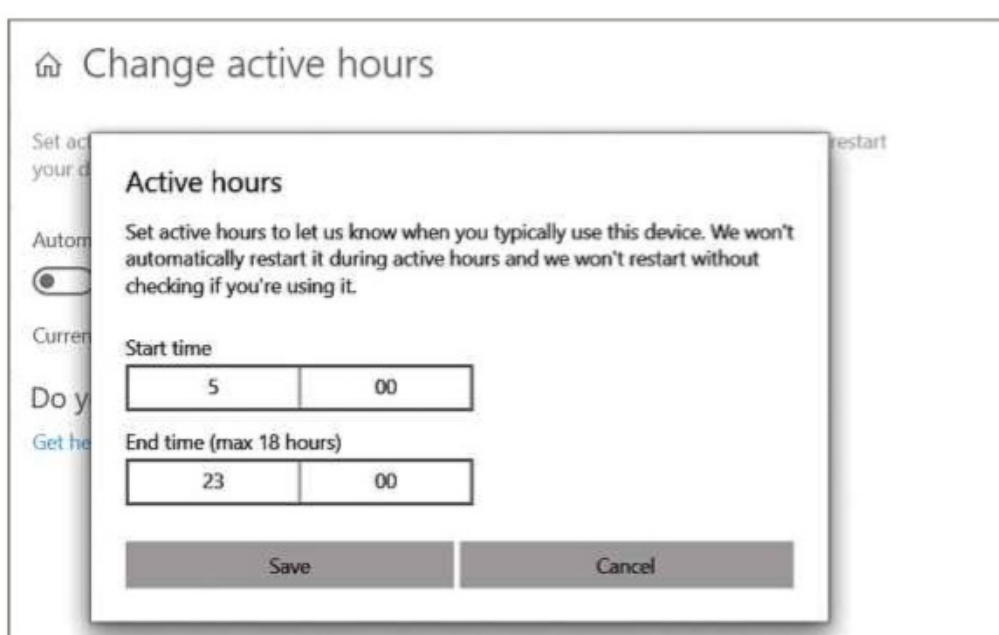 Change active hours
Set act
restart
your d
Autom
Curren
Do y
Get he
Active hours
Set active hours to let us know when you typically use this device. We won't
automatically restart it during active hours and we won't restart without
checking if you're using it.
Start time
5 00
End time (max 18 hours)
23 00
Save Cancel